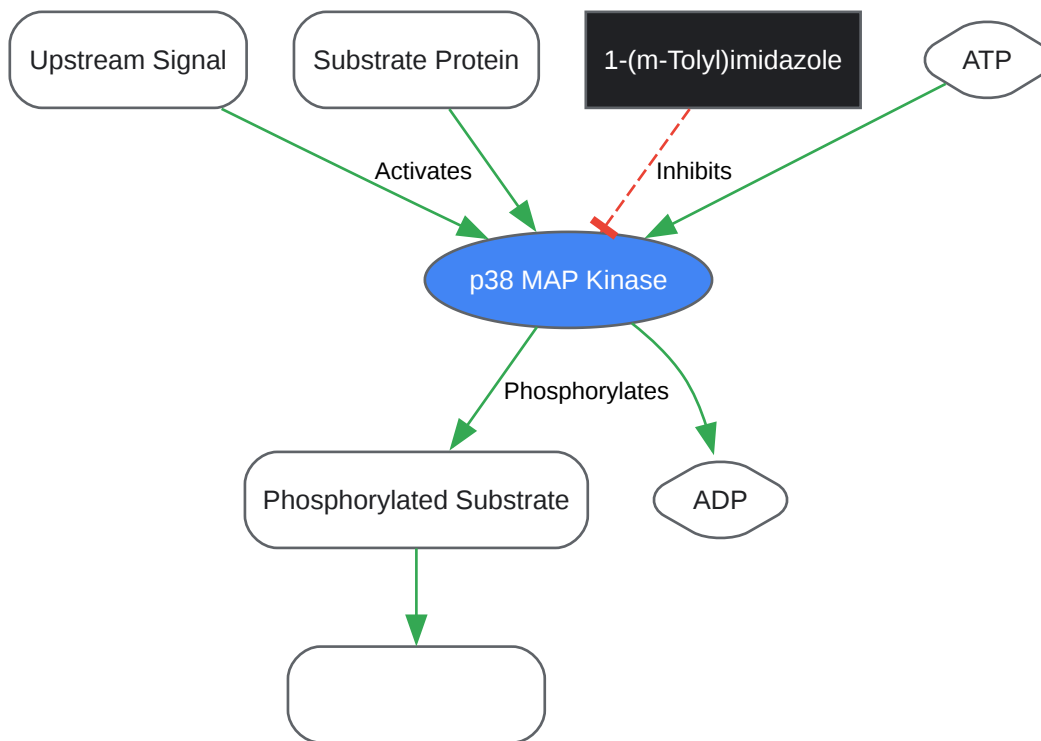 Upstream Signal
Substrate Protein
1-(m-Tolyl)imidazole
ATP
Activates
Inhibits
p38 MAP Kinase
Phosphorylates
Phosphorylated Substrate
ADP